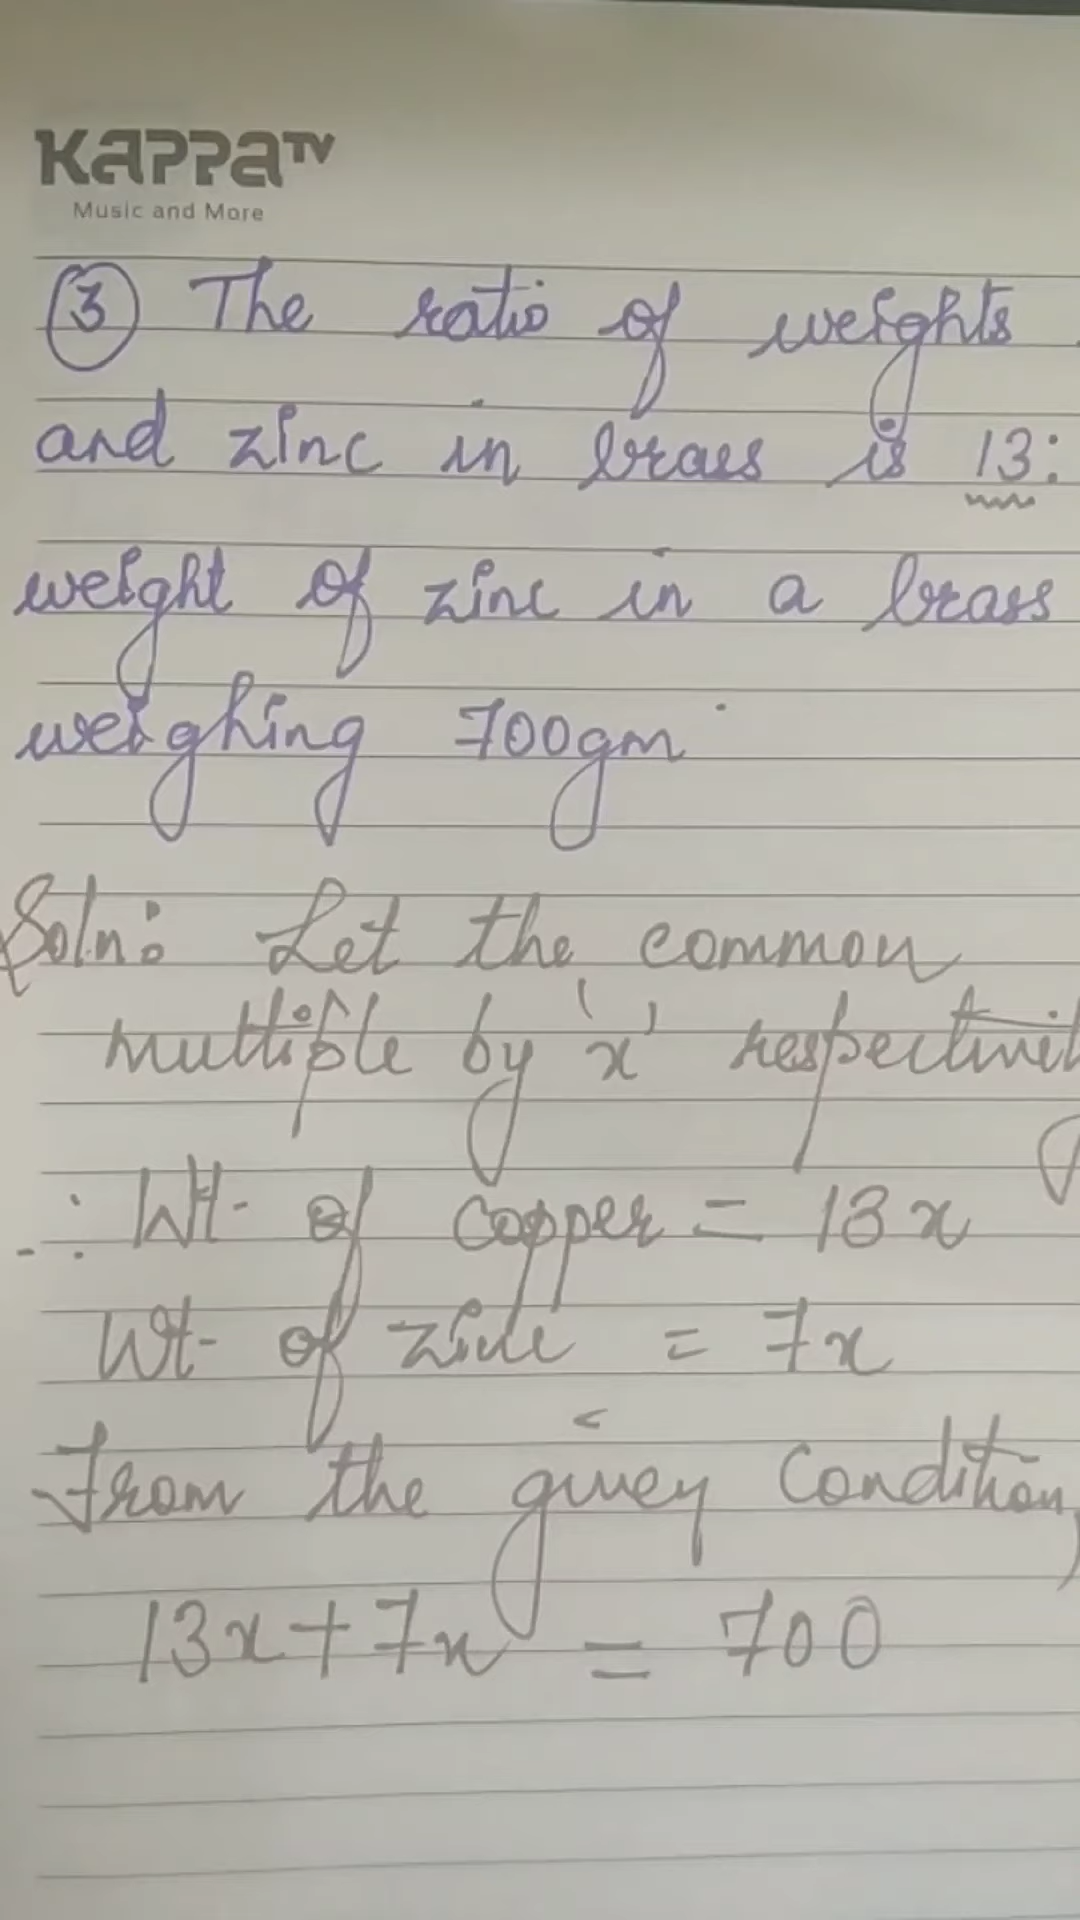 KAPPA TV
Music and More
③ The ratio of weights
and zinc in brass is 13:
weight of zinc in a brass
weighing 700gm
Soln: Let the common
multiple by 'x'
∴ Wt. of copper = 13x
Wt. of zinc = 7x
From the given condition,
13x+7x = 700